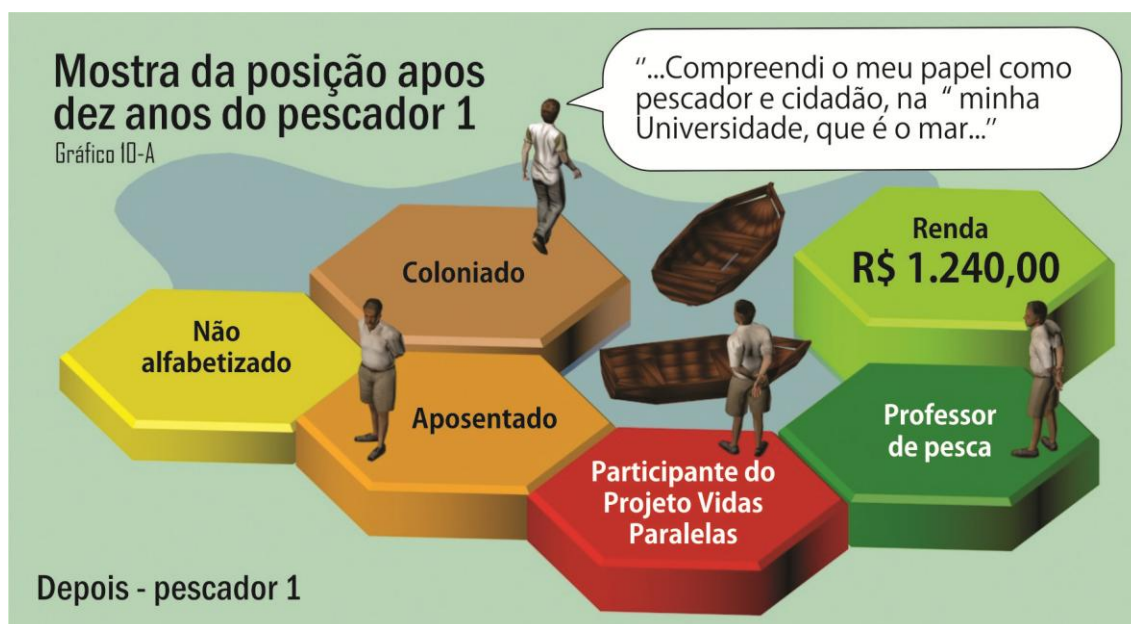 Mostra da posição apos
dez anos do pescador 1
Gráfico 10-A
"...Compreendi o meu papel como
pescador e cidadão, na “ minha
Universidade, que é o mar..."
Renda
R$ 1.240,00
Coloniado
Não
alfabetizado
Aposentado
Professor
de pesca
Participante do
Projeto Vidas
Paralelas
Depois - pescador 1